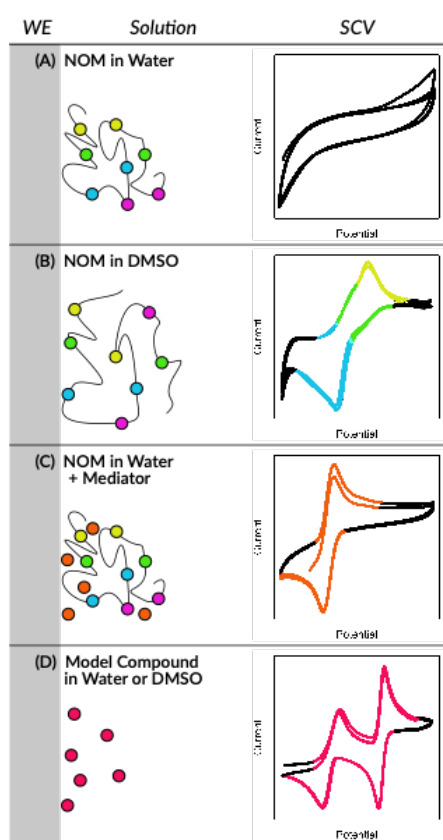 WE Solution SCV
(A) NOM in Water
Current
Potential
(B) NOM in DMSO
Current
Potential
(C) NOM in Water
+ Mediator
Current
Potential
(D) Model Compound
in Water or DMSO
Current
Potential